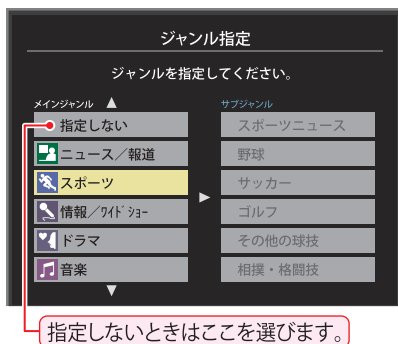 ジャンル指定
ジャンルを指定してください。
メインジャンル
指定しない
ニュース／報道
スポーツ
情報／ﾜｲﾄﾞｼｮｰ
ドラマ
音楽
サブジャンル
スポーツニュース
野球
サッカー
ゴルフ
その他の球技
相撲・格闘技
指定しないときはここを選びます。